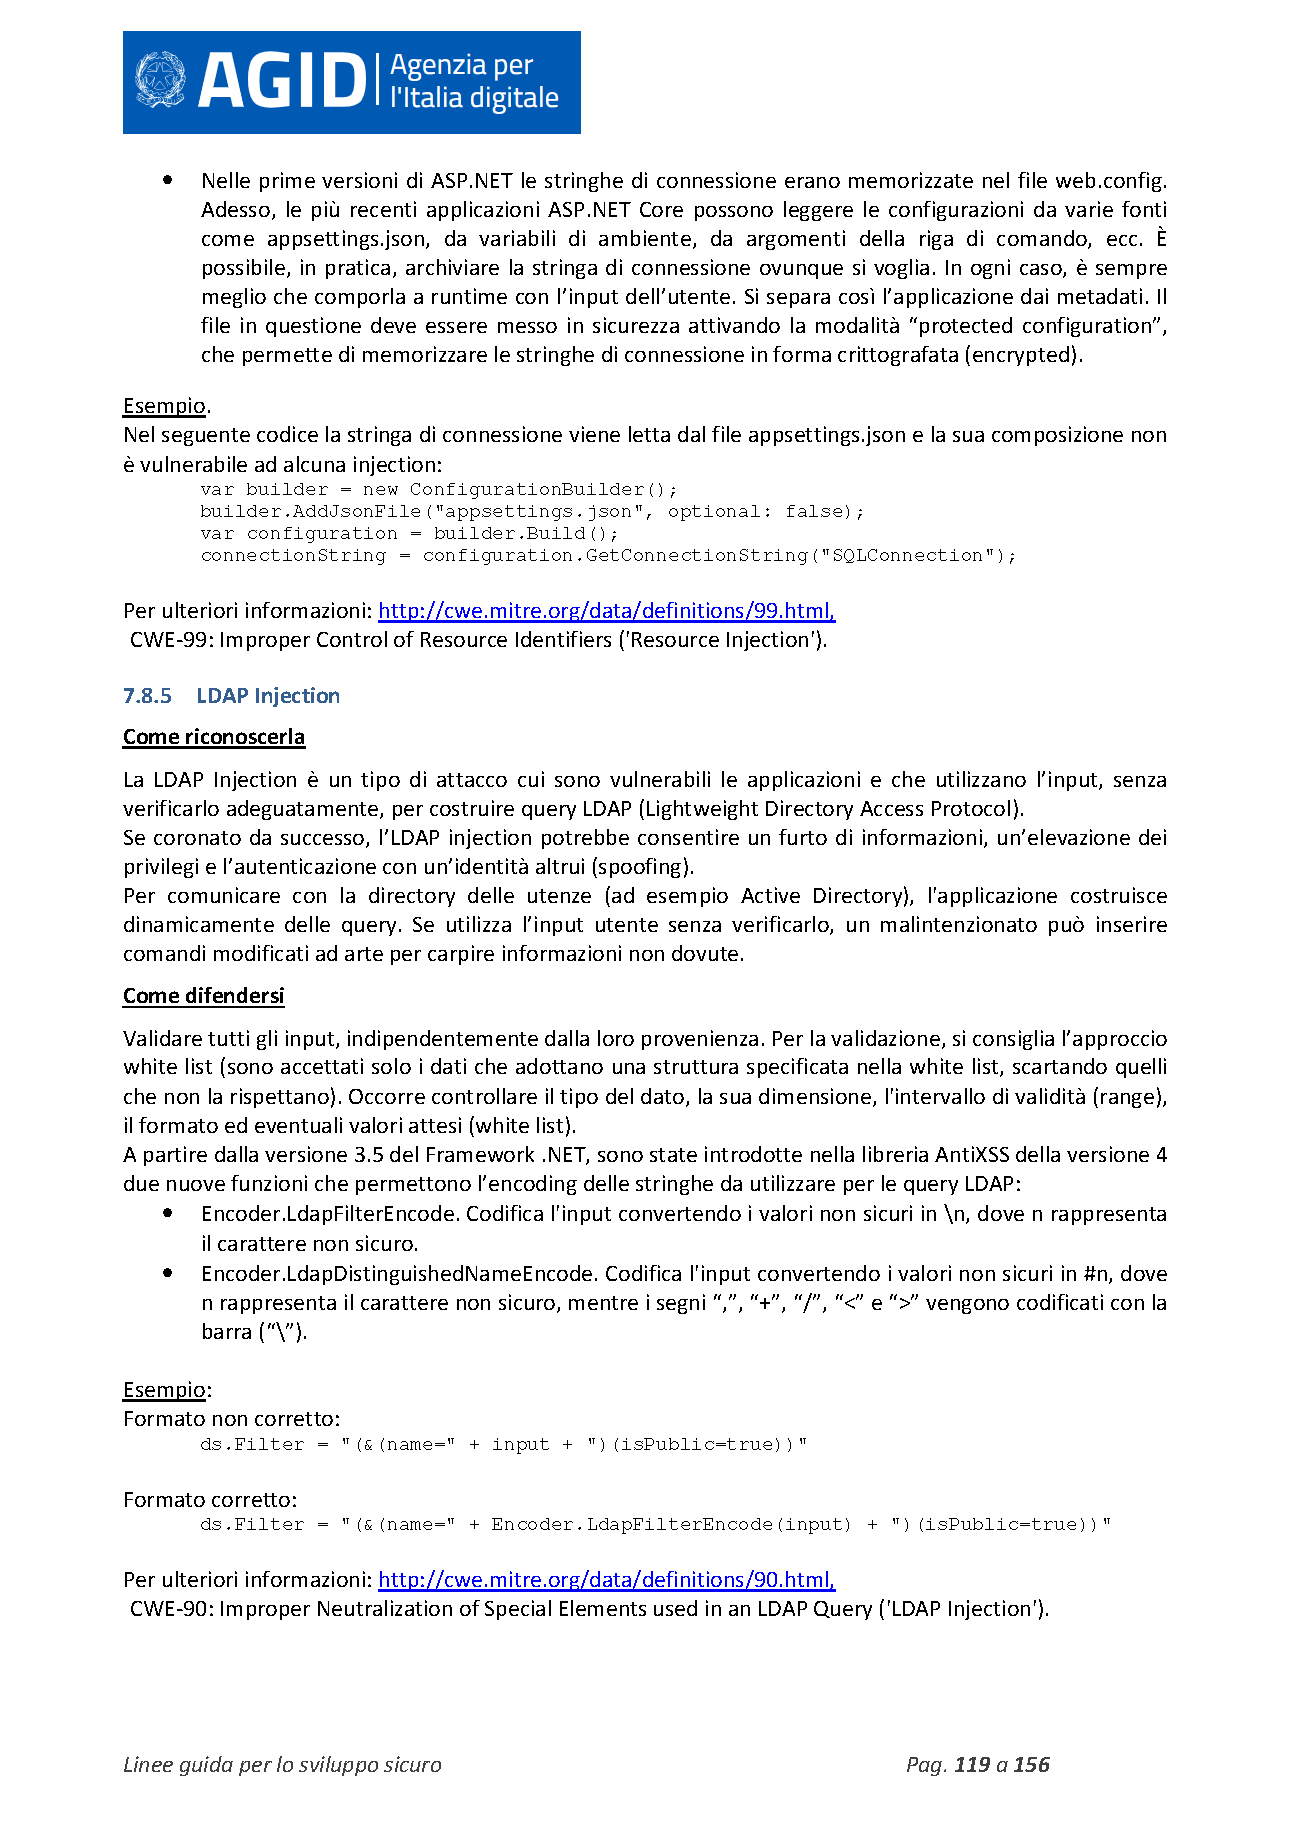 AGID Agenzia per
l'Italia digitale
• Nelle prime versioni di ASP.NET le stringhe di connessione erano memorizzate nel file web.config.
Adesso, le più recenti applicazioni ASP.NET Core possono leggere le configurazioni da varie fonti
come appsettings.json, da variabili di ambiente, da argomenti della riga di comando, ecc. È
possibile, in pratica, archiviare la stringa di connessione ovunque si voglia. In ogni caso, è sempre
meglio che comporla a runtime con l’input dell’utente. Si separa così l’applicazione dai metadati. Il
file in questione deve essere messo in sicurezza attivando la modalità “protected configuration”,
che permette di memorizzare le stringhe di connessione in forma crittografata (encrypted).
Esempio.
Nel seguente codice la stringa di connessione viene letta dal file appsettings.json e la sua composizione non
è vulnerabile ad alcuna injection:
var builder = new ConfigurationBuilder();
builder.AddJsonFile("appsettings.json", optional: false);
var configuration = builder.Build();
connectionString = configuration.GetConnectionString("SQLConnection");
Per ulteriori informazioni: http://cwe.mitre.org/data/definitions/99.html,
CWE-99: Improper Control of Resource Identifiers ('Resource Injection').
7.8.5 LDAP Injection
Come riconoscerla
La LDAP Injection è un tipo di attacco cui sono vulnerabili le applicazioni e che utilizzano l’input, senza
verificarlo adeguatamente, per costruire query LDAP (Lightweight Directory Access Protocol).
Se coronato da successo, l’LDAP injection potrebbe consentire un furto di informazioni, un’elevazione dei
privilegi e l’autenticazione con un’identità altrui (spoofing).
Per comunicare con la directory delle utenze (ad esempio Active Directory), l'applicazione costruisce
dinamicamente delle query. Se utilizza l’input utente senza verificarlo, un malintenzionato può inserire
comandi modificati ad arte per carpire informazioni non dovute.
Come difendersi
Validare tutti gli input, indipendentemente dalla loro provenienza. Per la validazione, si consiglia l’approccio
white list (sono accettati solo i dati che adottano una struttura specificata nella white list, scartando quelli
che non la rispettano). Occorre controllare il tipo del dato, la sua dimensione, l'intervallo di validità (range),
il formato ed eventuali valori attesi (white list).
A partire dalla versione 3.5 del Framework .NET, sono state introdotte nella libreria AntiXSS della versione 4
due nuove funzioni che permettono l’encoding delle stringhe da utilizzare per le query LDAP:
• Encoder.LdapFilterEncode. Codifica l'input convertendo i valori non sicuri in \n, dove n rappresenta
il carattere non sicuro.
• Encoder.LdapDistinguishedNameEncode. Codifica l'input convertendo i valori non sicuri in #n, dove
n rappresenta il carattere non sicuro, mentre i segni “,”, “+”, “/”, “<” e “>” vengono codificati con la
barra (“\”).
Esempio:
Formato non corretto:
ds.Filter = "(&(name=" + input + ")(isPublic=true))"
Formato corretto:
ds.Filter = "(&(name=" + Encoder.LdapFilterEncode(input) + ")(isPublic=true))"
Per ulteriori informazioni: http://cwe.mitre.org/data/definitions/90.html,
CWE-90: Improper Neutralization of Special Elements used in an LDAP Query ('LDAP Injection').
Linee guida per lo sviluppo sicuro Pag. 119 a 156